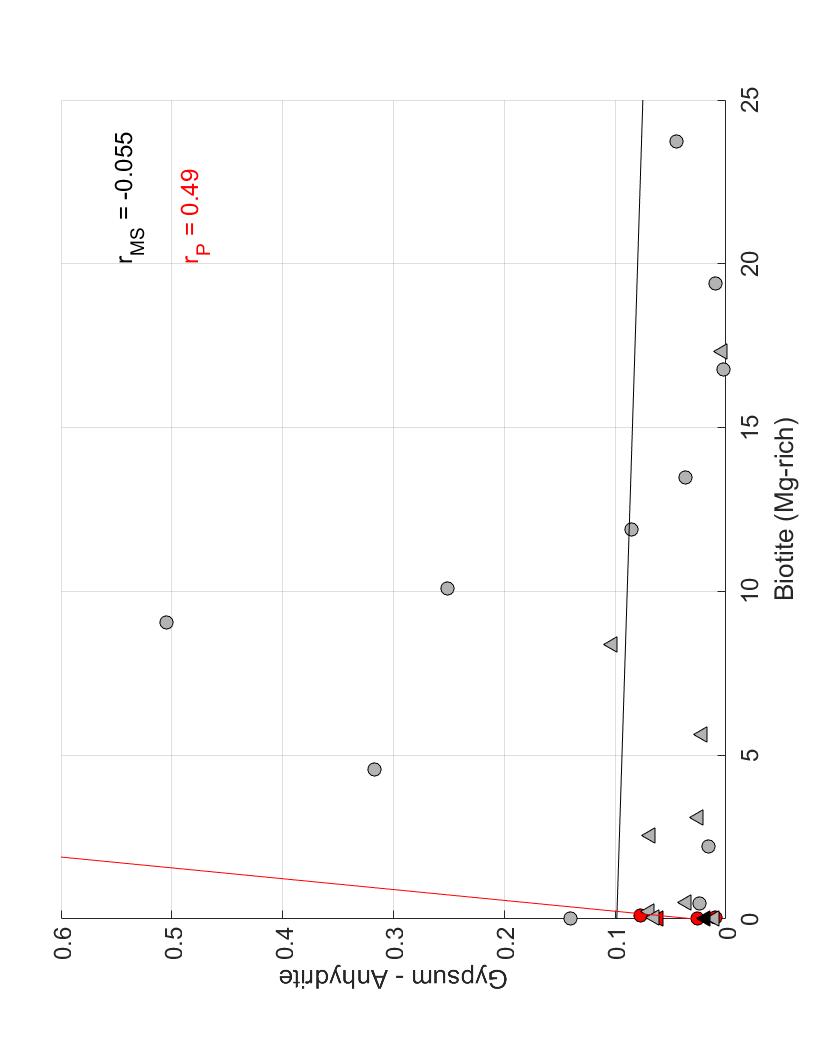 0.6
0.5
0.4
0.3
0.2
0.1
0
Gypsum - Anhydrite
r_MS = -0.055
r_P = 0.49
0 5 10 15 20 25
Biotite (Mg-rich)